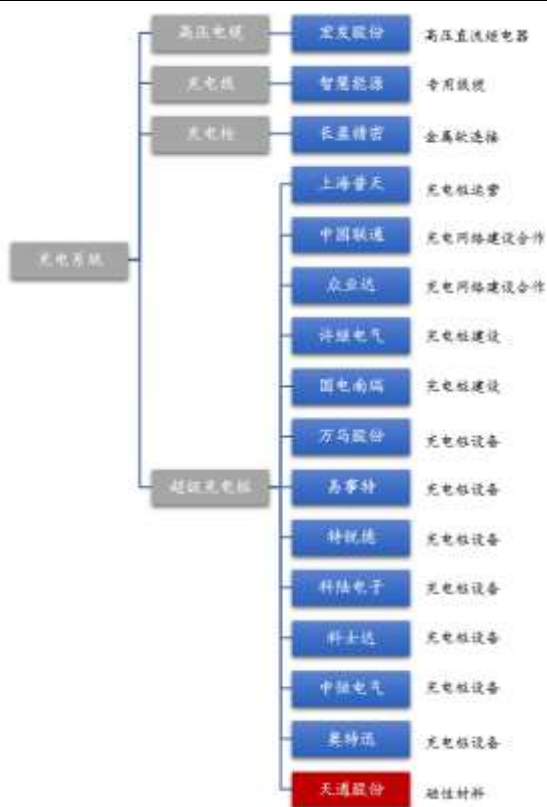 高压电缆 宏发股份 高压直流继电器
充电线 智慧能源 专用线缆
充电枪 长盈精密 金属软连接
上海普天 充电桩运营
中国联通 充电网络建设合作
充电系统
众业达 充电网络建设合作
许继电气 充电桩建设
国电南瑞 充电桩建设
万马股份 充电桩设备
超级充电桩 易事特 充电桩设备
特锐德 充电桩设备
科陆电子 充电桩设备
科士达 充电桩设备
中恒电气 充电桩设备
奥特迅 充电桩设备
天通股份 磁性材料